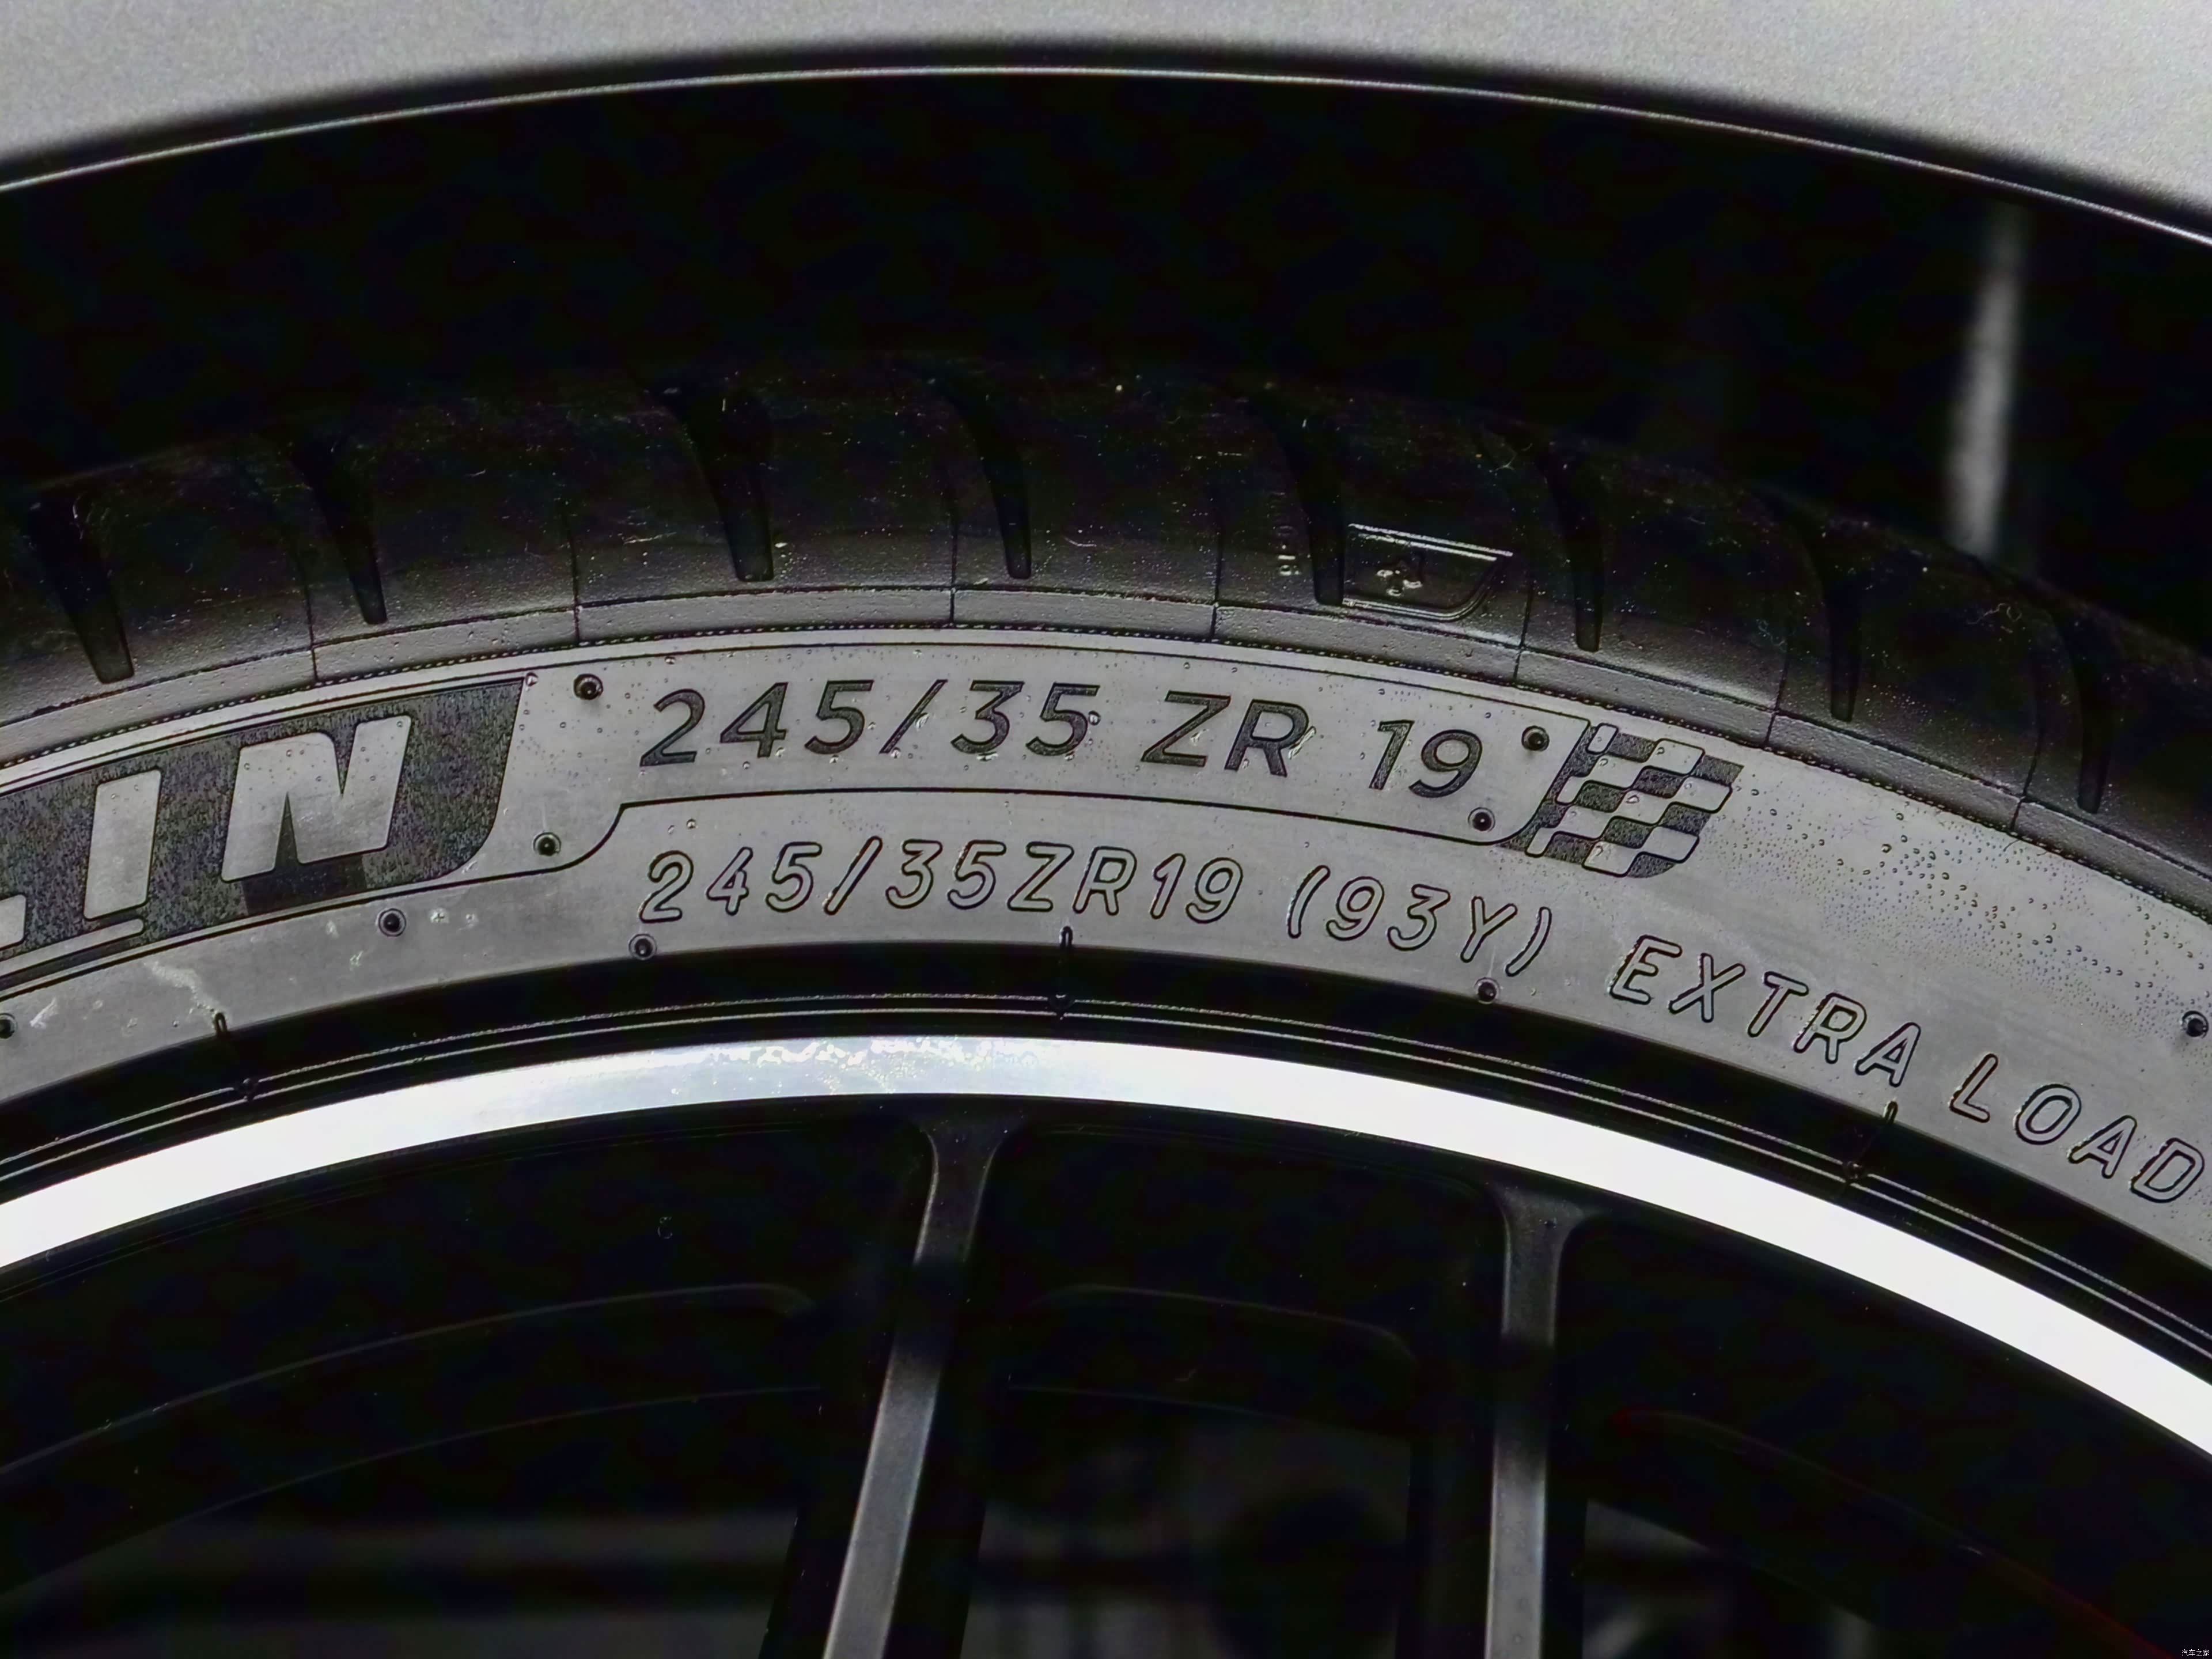 LIN
245/35 ZR 19
245/35ZR19 (93Y) EXTRA LOAD
汽车之家